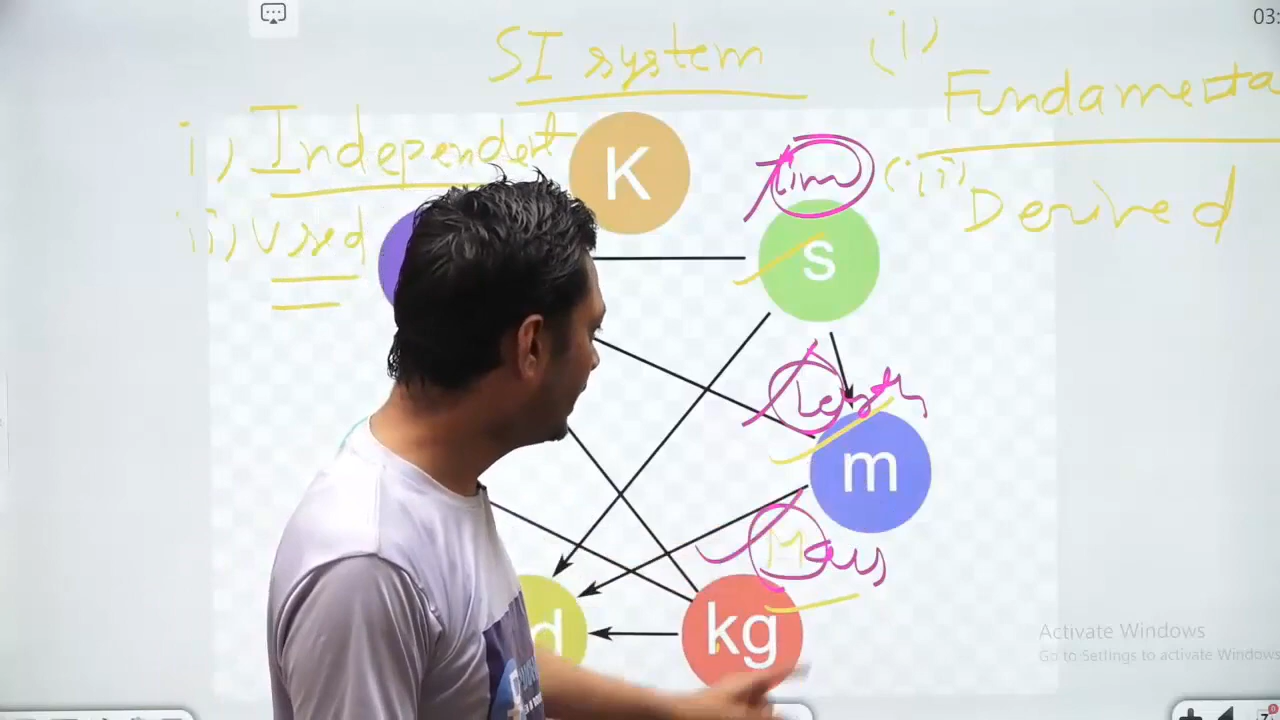 03:
SI system
(i)
Fundamenta
i) Independent
K
time
(ii)
Derived
ii) Used
s
Length
m
Mass
d
kg
Activate Windows
Go to Settings to activate Windows